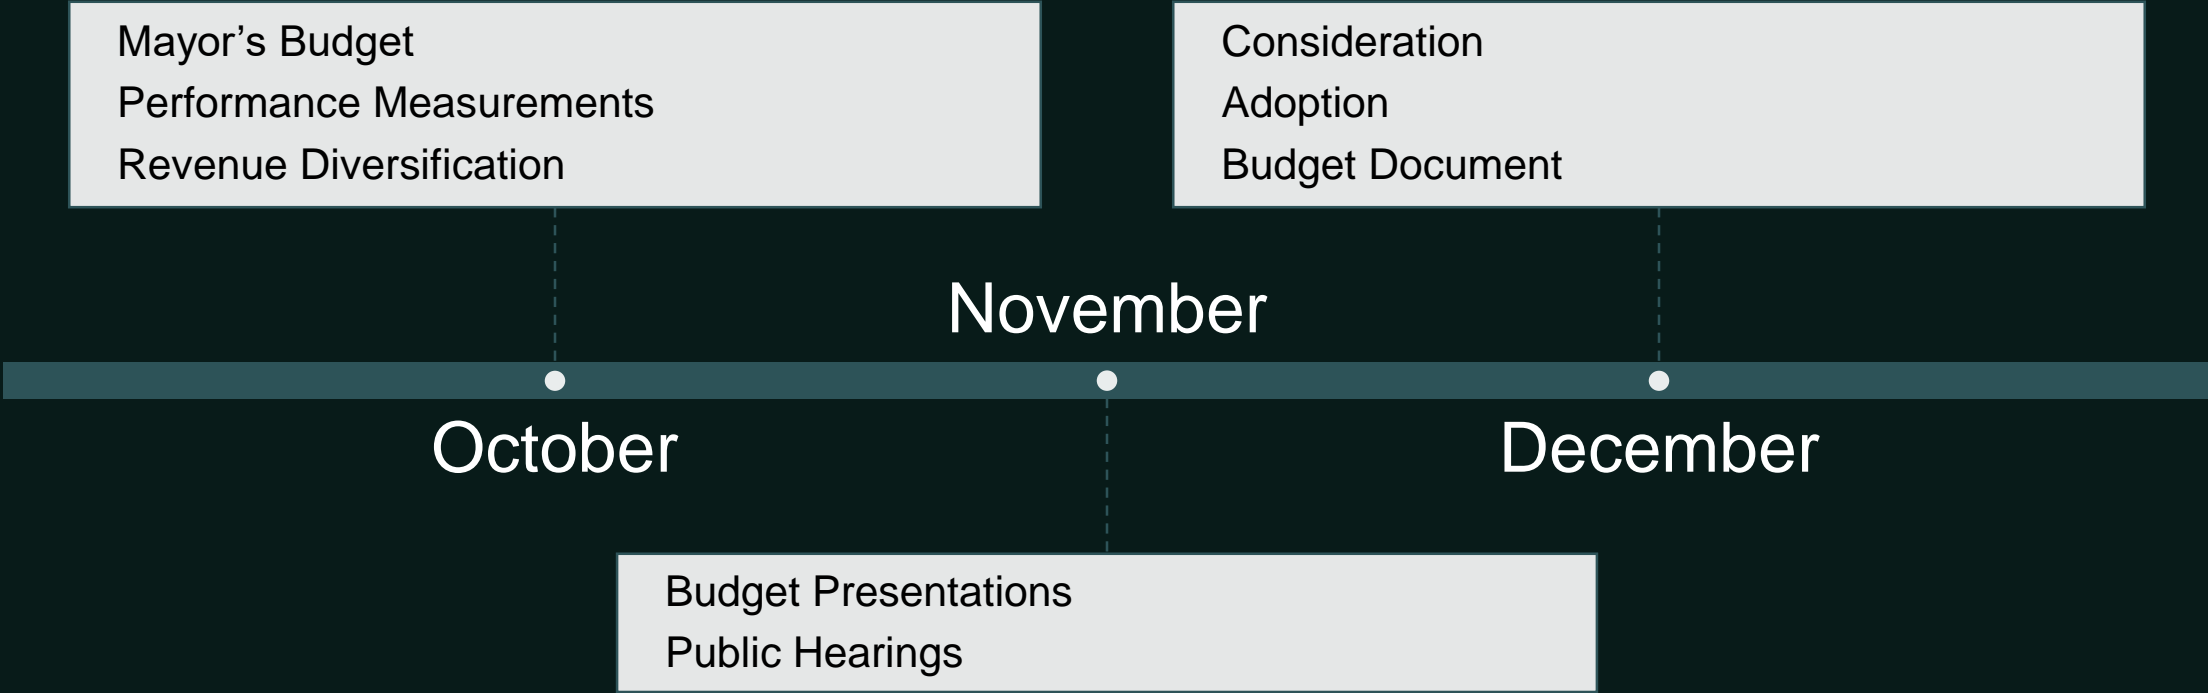 Mayor’s Budget
Performance Measurements
Revenue Diversification
Consideration
Adoption
Budget Document
November
October
December
Budget Presentations
Public Hearings